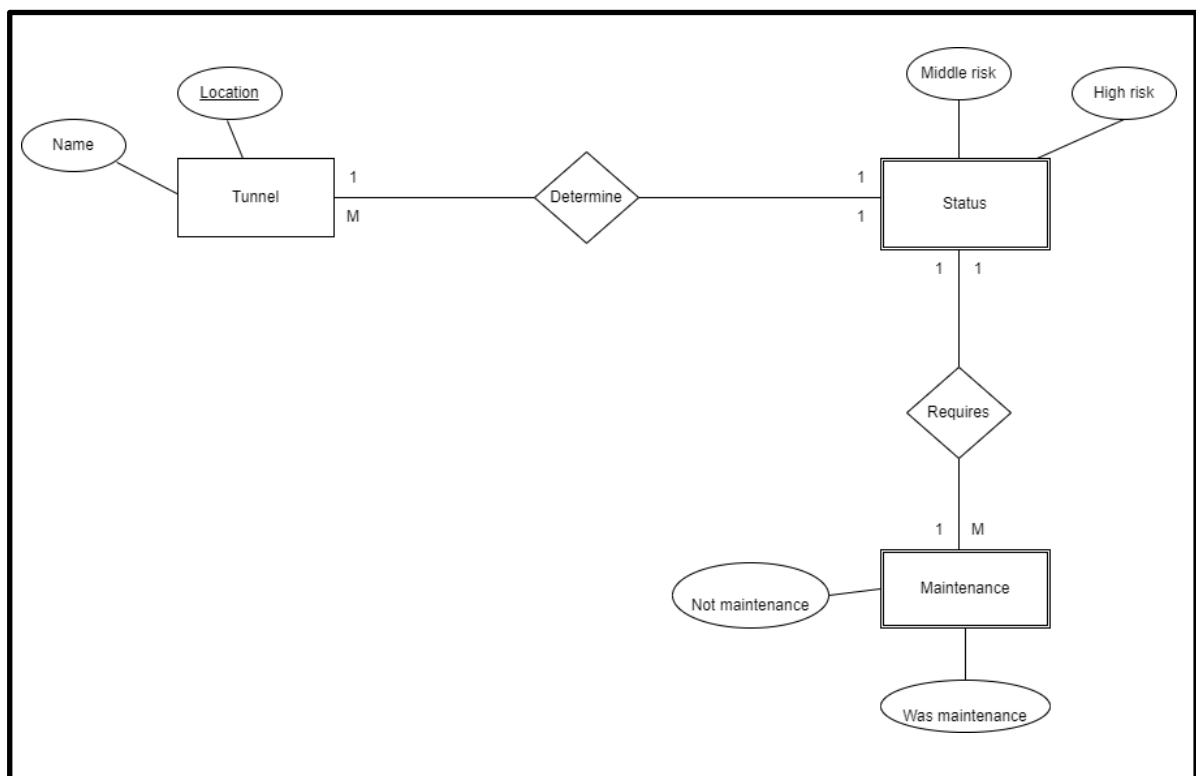 Middle risk
High risk
Location
Name
Tunnel
1
M
Determine
1
1
Status
1 1
Requires
1 M
Maintenance
Not maintenance
Was maintenance